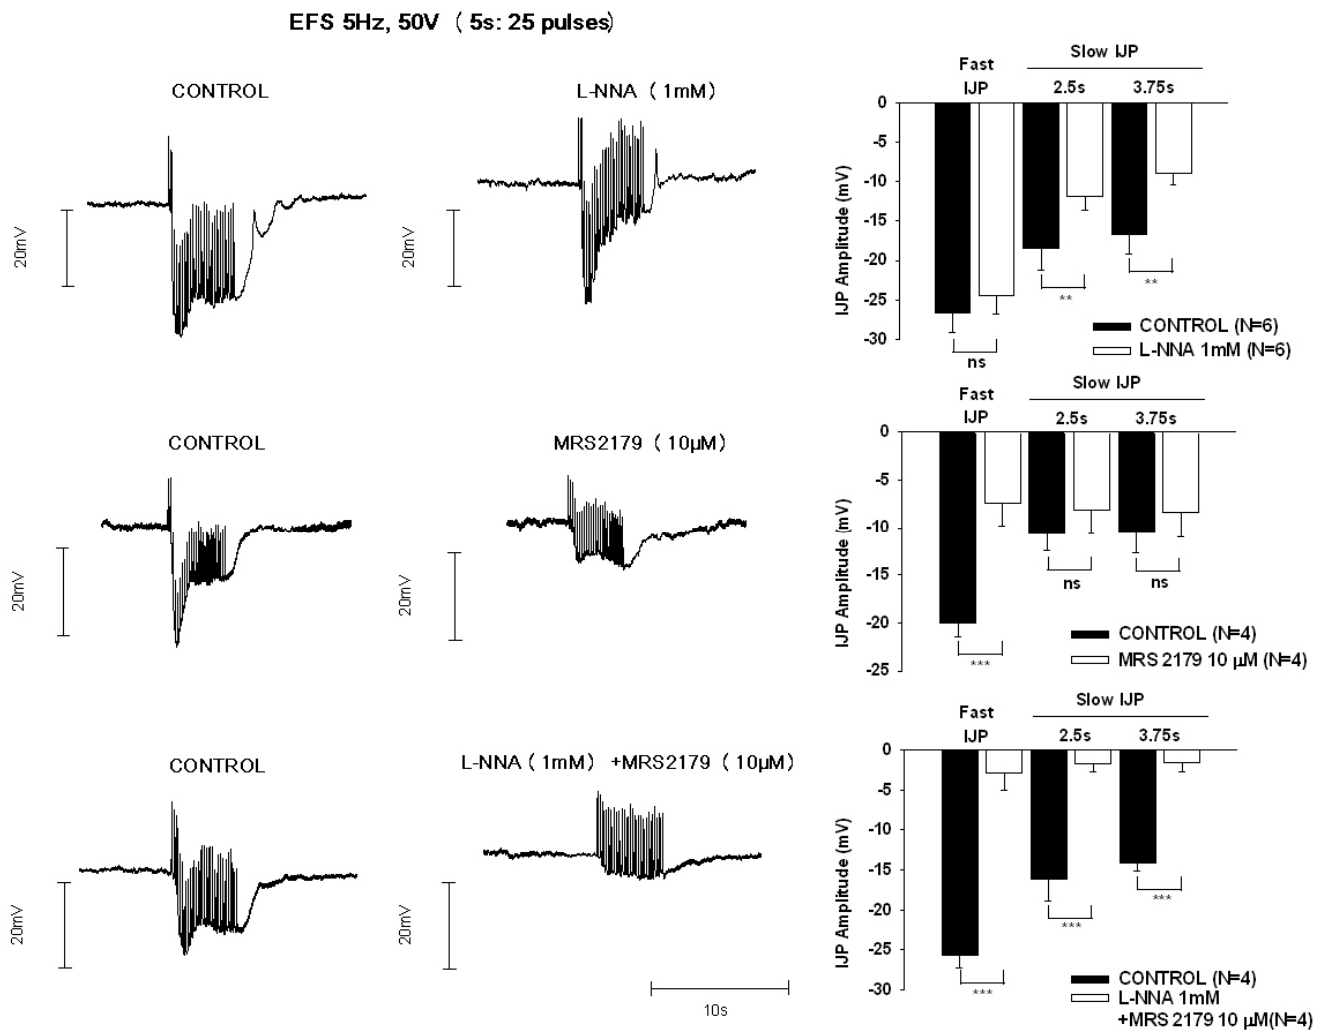 EFS 5Hz, 50V ( 5s: 25 pulses)
CONTROL
L-NNA ( 1mM)
20mV
20mV
Fast
IJP
Slow IJP
2.5s
3.75s
IJP Amplitude (mV)
0
-5
-10
-15
-20
-25
-30
ns
**
**
CONTROL (N=6)
L-NNA 1mM (N=6)
CONTROL
MRS2179 ( 10µM)
20mV
20mV
Fast
IJP
Slow IJP
2.5s
3.75s
IJP Amplitude (mV)
0
-5
-10
-15
-20
-25
***
ns
ns
CONTROL (N=4)
MRS 2179 10 µM (N=4)
CONTROL
L-NNA ( 1mM) +MRS2179 ( 10µM)
20mV
20mV
10s
Fast
IJP
Slow IJP
2.5s
3.75s
IJP Amplitude (mV)
0
-5
-10
-15
-20
-25
-30
***
***
***
CONTROL (N=4)
L-NNA 1mM
+MRS 2179 10 µM(N=4)